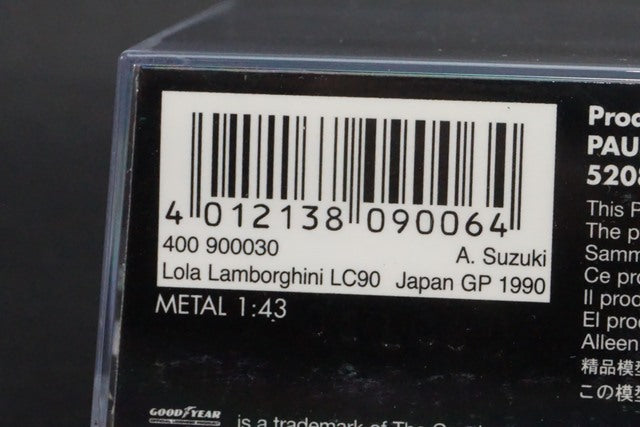 4 012138 090064
400 900030 A. Suzuki
Lola Lamborghini LC90 Japan GP 1990
METAL 1:43
PAU
5208
This P
The p
Samm
Ce pro
Il prod
El prod
Alleen
精品模型
この模型
GOODYEAR
is a trademark of The